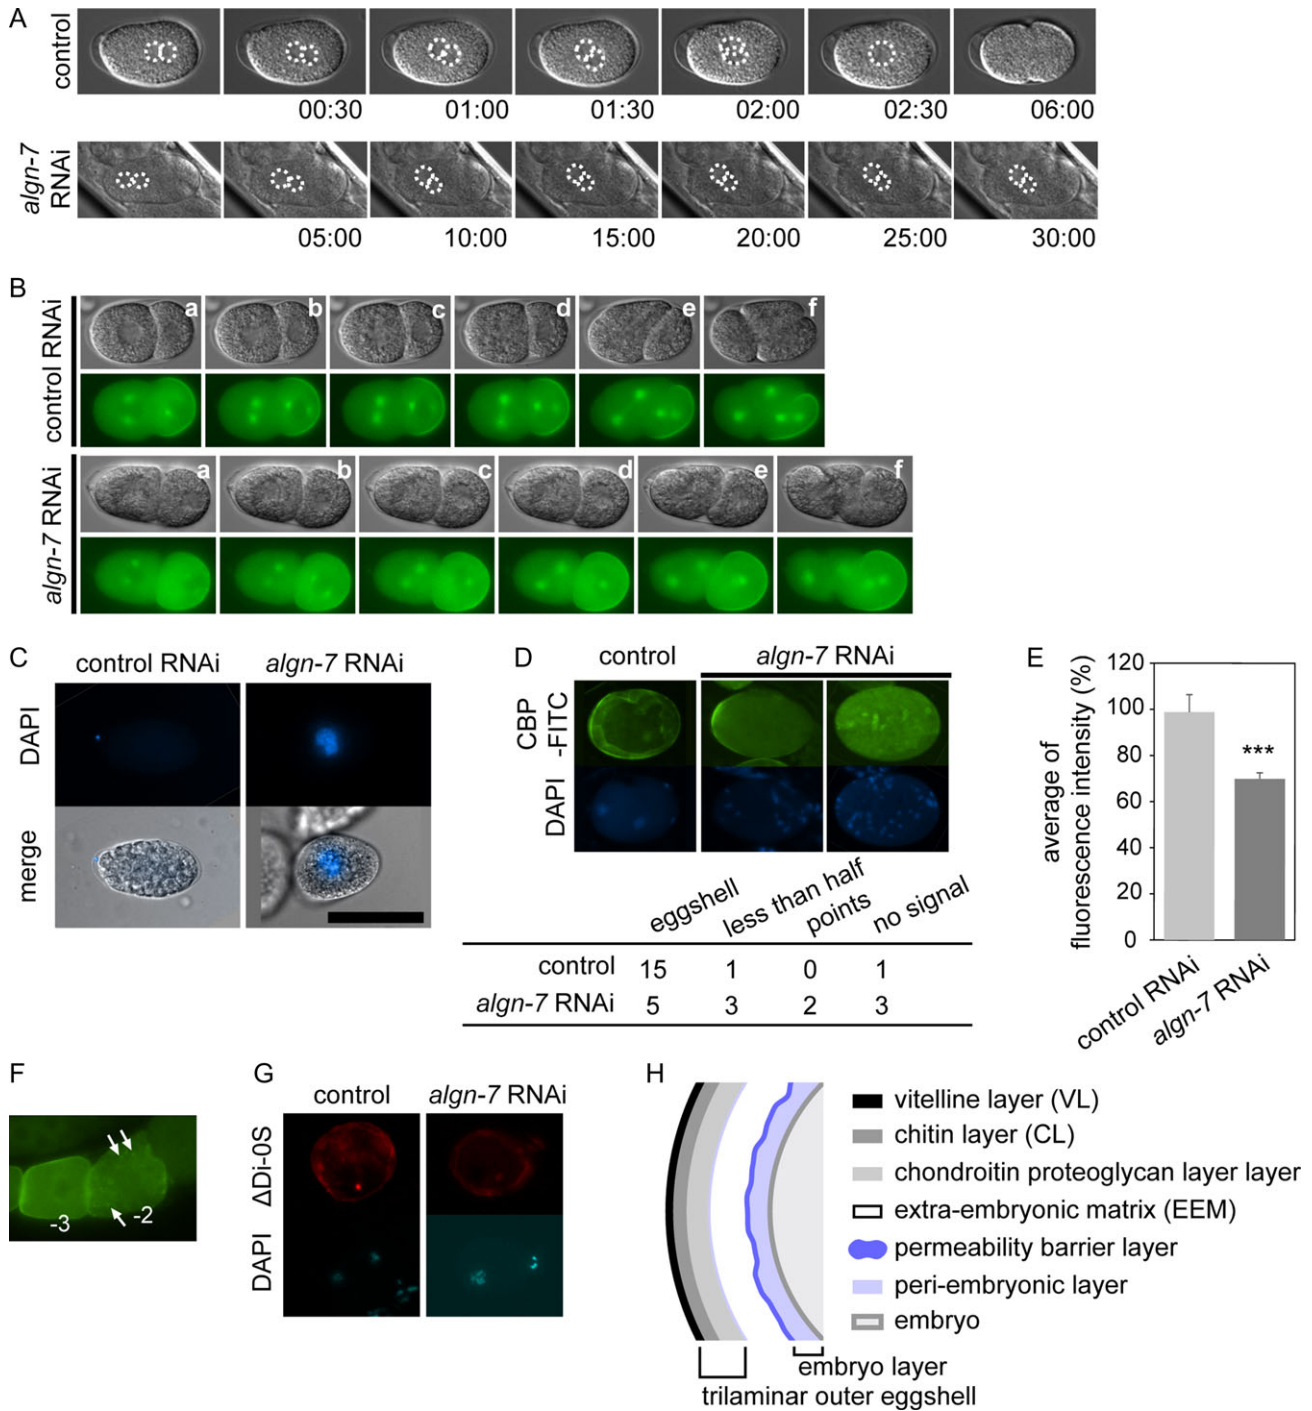 A
control
00:30
01:00
01:30
02:00
02:30
06:00
algn-7
RNAi
05:00
10:00
15:00
20:00
25:00
30:00
B
control RNAi
a
b
c
d
e
f
algn-7 RNAi
a
b
c
d
e
f
C
control RNAi
algn-7 RNAi
DAPI
merge
D
control
algn-7 RNAi
CBP
-FITC
DAPI
eggshell
less than half
points
no signal
control 15 1 0 1
algn-7 RNAi 5 3 2 3
E
average of
fluorescence intensity (%)
120
100
80
60
40
20
0
***
control RNAi
algn-7 RNAi
F
-3
-2
G
control
algn-7 RNAi
ΔDi-0S
DAPI
H
vitelline layer (VL)
chitin layer (CL)
chondroitin proteoglycan layer layer
extra-embryonic matrix (EEM)
permeability barrier layer
peri-embryonic layer
embryo
embryo layer
trilaminar outer eggshell